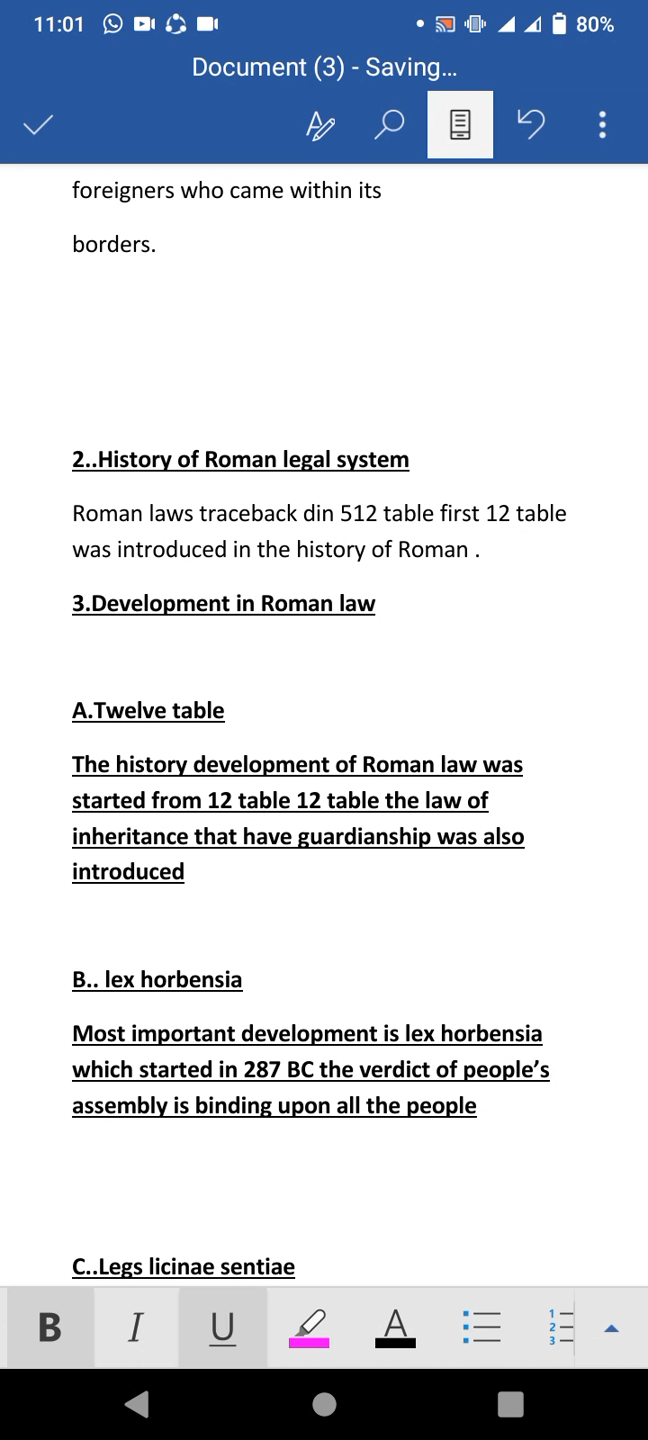 11:01
80%
Document (3) - Saving...
foreigners who came within its
borders.
2..History of Roman legal system
Roman laws traceback din 512 table first 12 table
was introduced in the history of Roman .
3.Development in Roman law
A.Twelve table
The history development of Roman law was
started from 12 table 12 table the law of
inheritance that have guardianship was also
introduced
B.. lex horbensia
Most important development is lex horbensia
which started in 287 BC the verdict of people’s
assembly is binding upon all the people
C..Legs licinae sentiae
B I U A
1
2
3